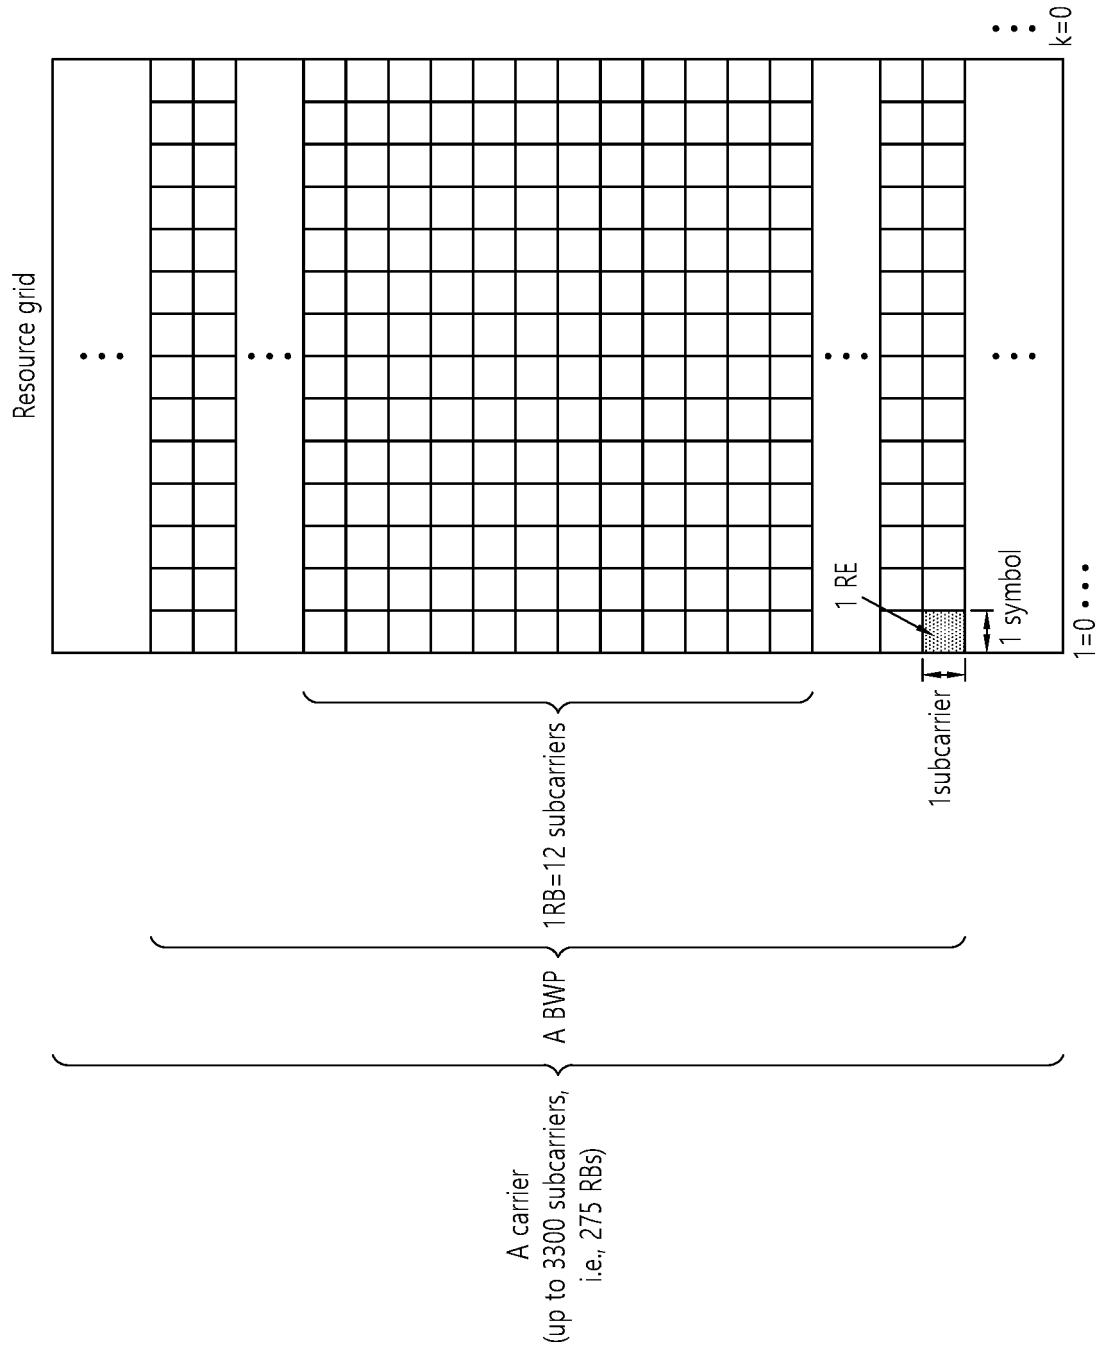 Resource grid
A carrier
(up to 3300 subcarriers,
i.e., 275 RBs)
A BWP
1RB=12 subcarriers
1 RE
1subcarrier
1 symbol
1=0
k=0